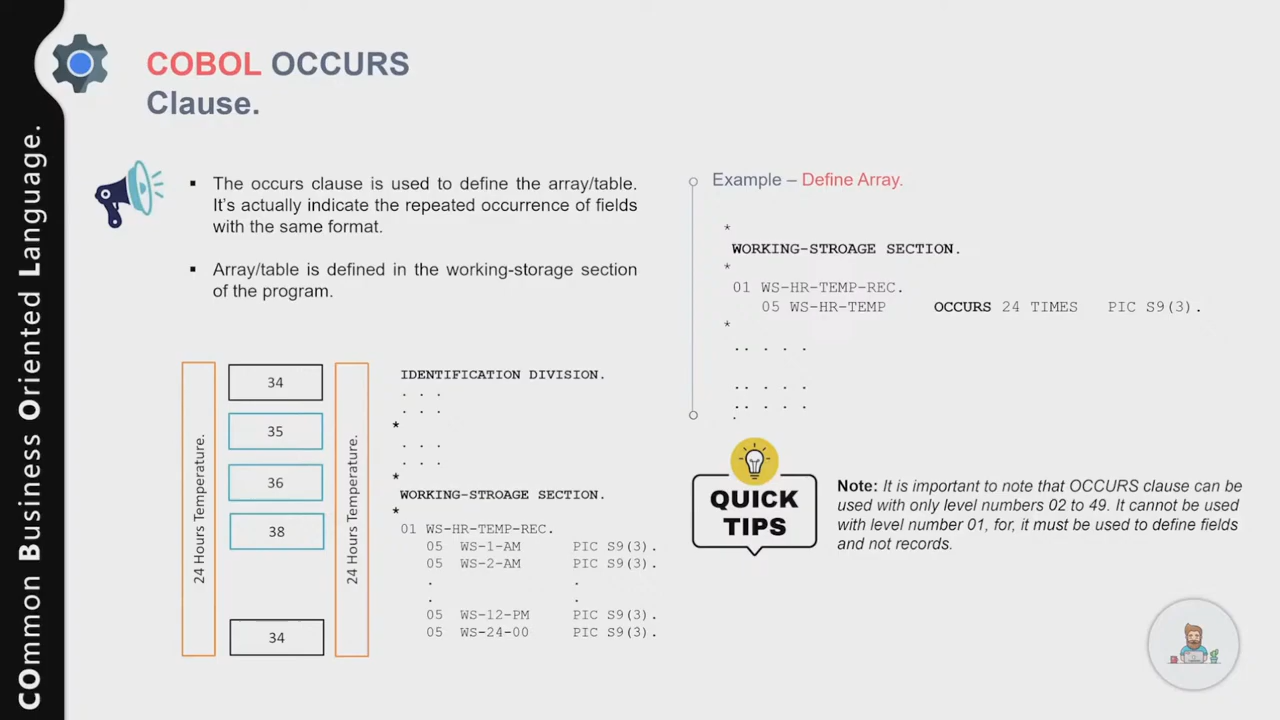 COmmon Business Oriented Language.
COBOL OCCURS
Clause.
▪ The occurs clause is used to define the array/table.
It's actually indicate the repeated occurrence of fields
with the same format.
▪ Array/table is defined in the working-storage section
of the program.
24 Hours Temperature.
34
35
36
38
34
24 Hours Temperature.
IDENTIFICATION DIVISION.
. . .
. . .
*
. . .
. . .
*
WORKING-STROAGE SECTION.
*
01 WS-HR-TEMP-REC.
05 WS-1-AM PIC S9(3).
05 WS-2-AM PIC S9(3).
. .
. .
05 WS-12-PM PIC S9(3).
05 WS-24-00 PIC S9(3).
Example – Define Array.
*
WORKING-STROAGE SECTION.
*
01 WS-HR-TEMP-REC.
05 WS-HR-TEMP OCCURS 24 TIMES PIC S9(3).
*
.. . . .
.. . . .
.. . . .
.
QUICK
TIPS
Note: It is important to note that OCCURS clause can be
used with only level numbers 02 to 49. It cannot be used
with level number 01, for, it must be used to define fields
and not records.